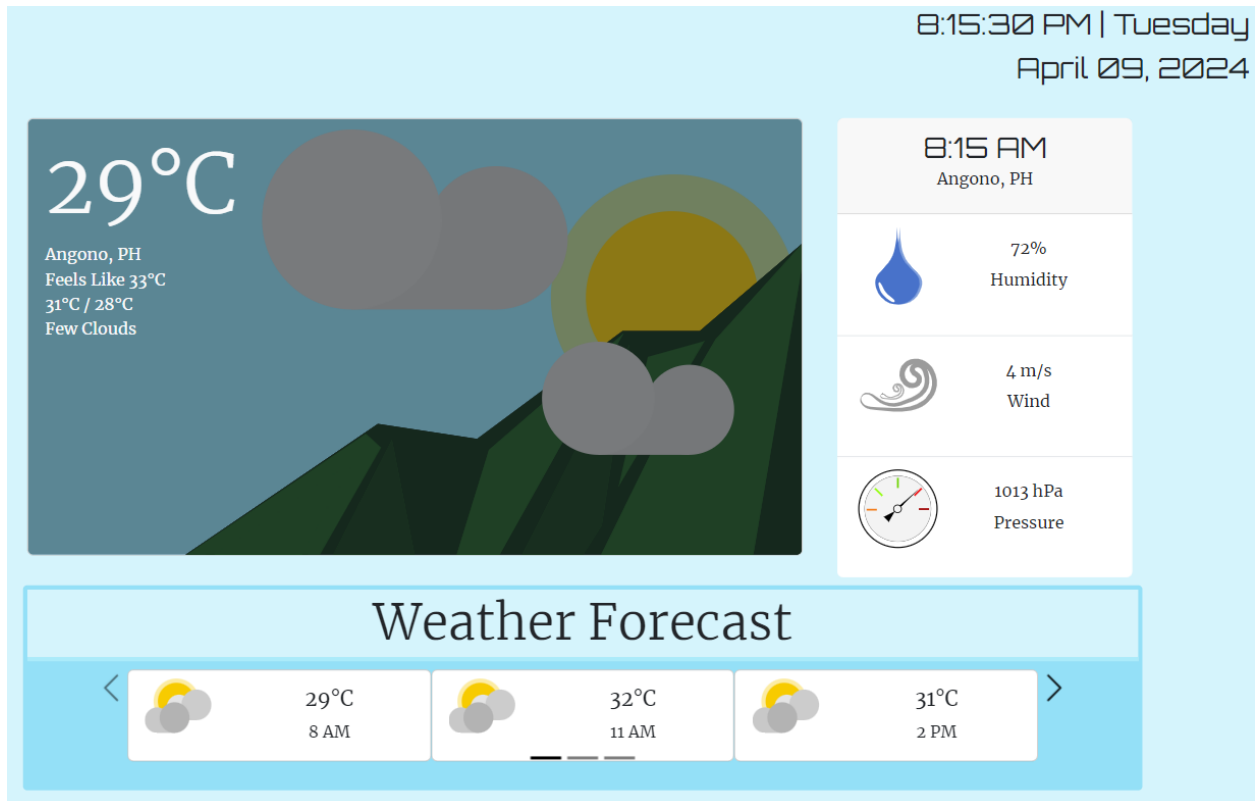 8:15:30 PM | Tuesday
April 09, 2024
29°C
Angono, PH
Feels Like 33°C
31°C / 28°C
Few Clouds
8:15 AM
Angono, PH
72%
Humidity
4 m/s
Wind
1013 hPa
Pressure
Weather Forecast
29°C
8 AM
32°C
11 AM
31°C
2 PM